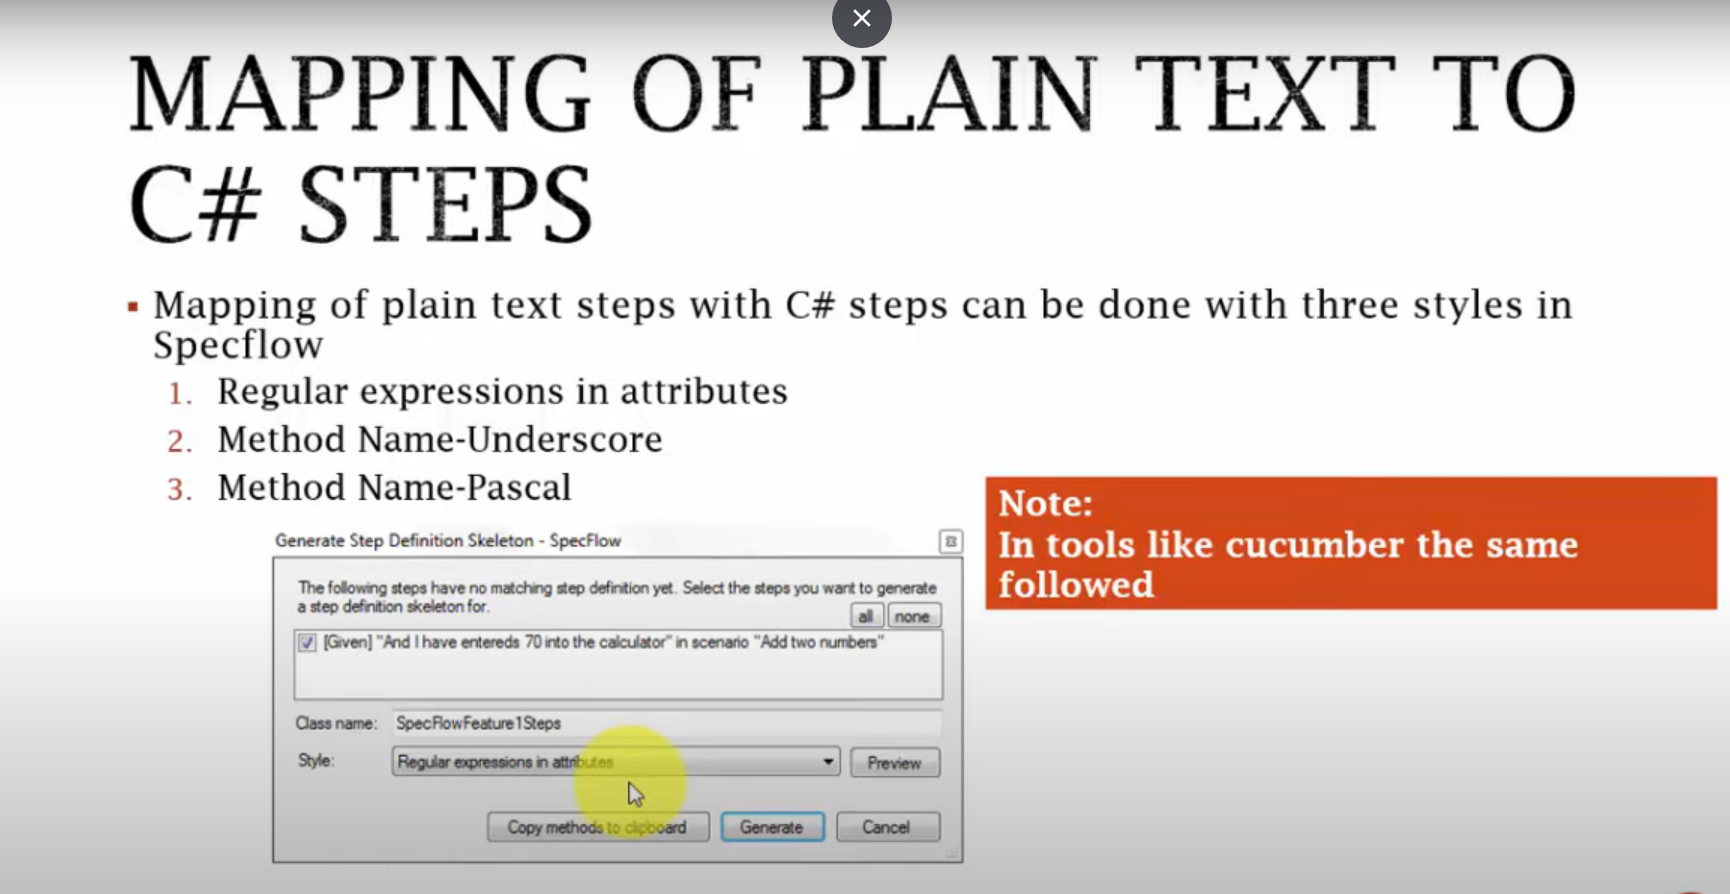 MAPPING OF PLAIN TEXT TO
C# STEPS
▪ Mapping of plain text steps with C# steps can be done with three styles in
Specflow
1. Regular expressions in attributes
2. Method Name-Underscore
3. Method Name-Pascal
Note:
In tools like cucumber the same
followed
Generate Step Definition Skeleton - SpecFlow
The following steps have no matching step definition yet. Select the steps you want to generate
a step definition skeleton for.
all none
[Given] "And I have entereds 70 into the calculator" in scenario "Add two numbers"
Class name: SpecFlowFeature1Steps
Style: Regular expressions in attributes Preview
Copy methods to clipboard Generate Cancel